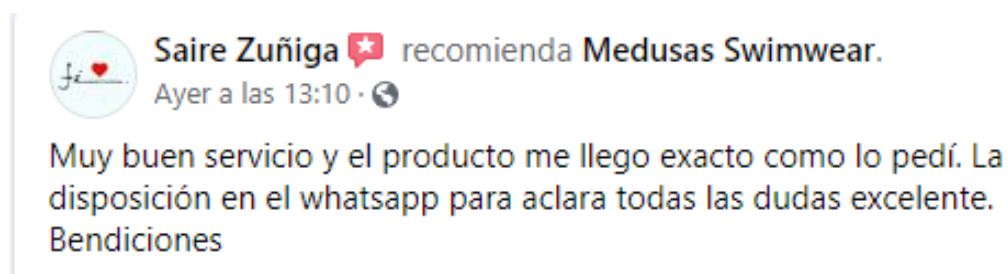 Saire Zuñiga recomienda Medusas Swimwear.
Ayer a las 13:10 ·
Muy buen servicio y el producto me llego exacto como lo pedí. La
disposición en el whatsapp para aclara todas las dudas excelente.
Bendiciones